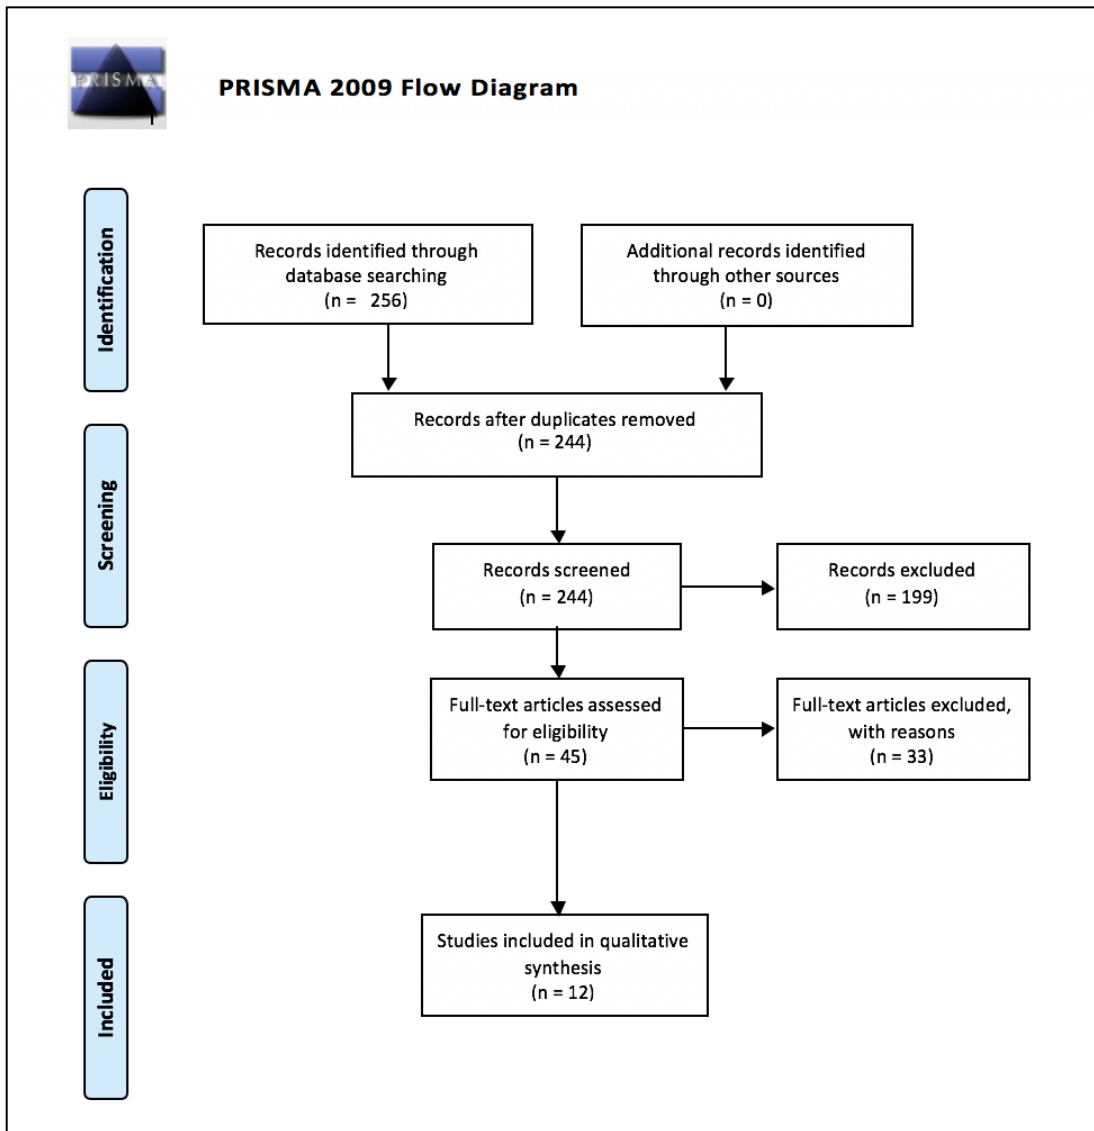 PRISMA
PRISMA 2009 Flow Diagram
Identification
Records identified through
database searching
(n =   256)
Additional records identified
through other sources
(n = 0)
Records after duplicates removed
(n = 244)
Screening
Records screened
(n = 244)
Records excluded
(n = 199)
Eligibility
Full-text articles assessed
for eligibility
(n = 45)
Full-text articles excluded,
with reasons
(n = 33)
Included
Studies included in qualitative
synthesis
(n = 12)